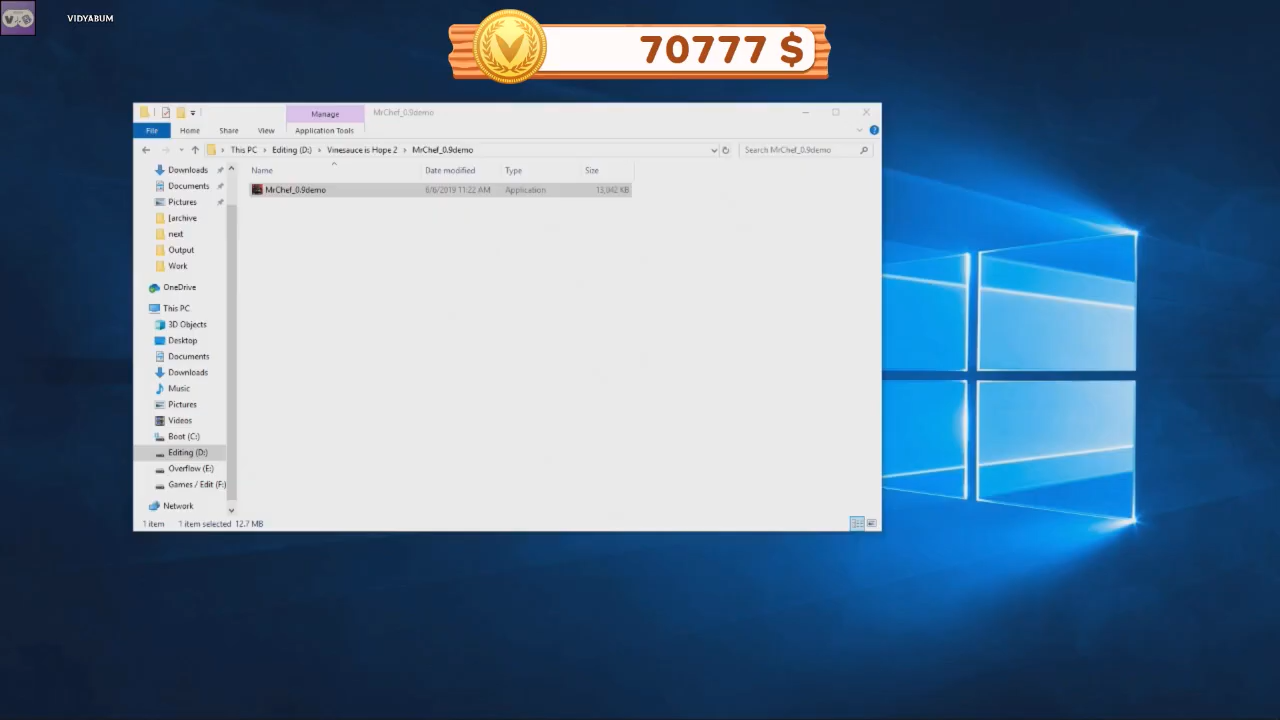 VIDYABUM
70777 $
Manage
MrChef_0.9demo
File
Home
Share
View
Application Tools
This PC
Editing (D:)
Vinesauce is Hope 2
MrChef_0.9demo
Search MrChef_0.9demo
Name
Date modified
Type
Size
MrChef_0.9demo
6/6/2019 11:22 AM
Application
13,042 KB
Downloads
Documents
Pictures
[archive
next
Output
Work
OneDrive
This PC
3D Objects
Desktop
Documents
Downloads
Music
Pictures
Videos
Boot (C:)
Editing (D:)
Overflow (E:)
Games / Edit (F:)
Network
1 item
1 item selected 12.7 MB